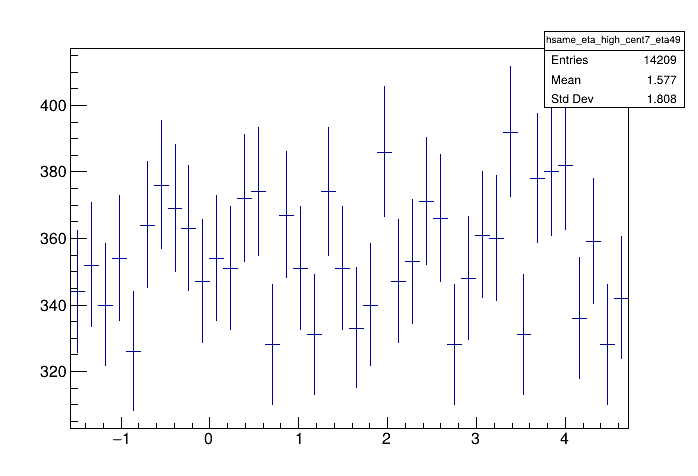 hsame_eta_high_cent7_eta49
Entries 14209
Mean 1.577
Std Dev 1.808
400
380
360
340
320
−1 0 1 2 3 4